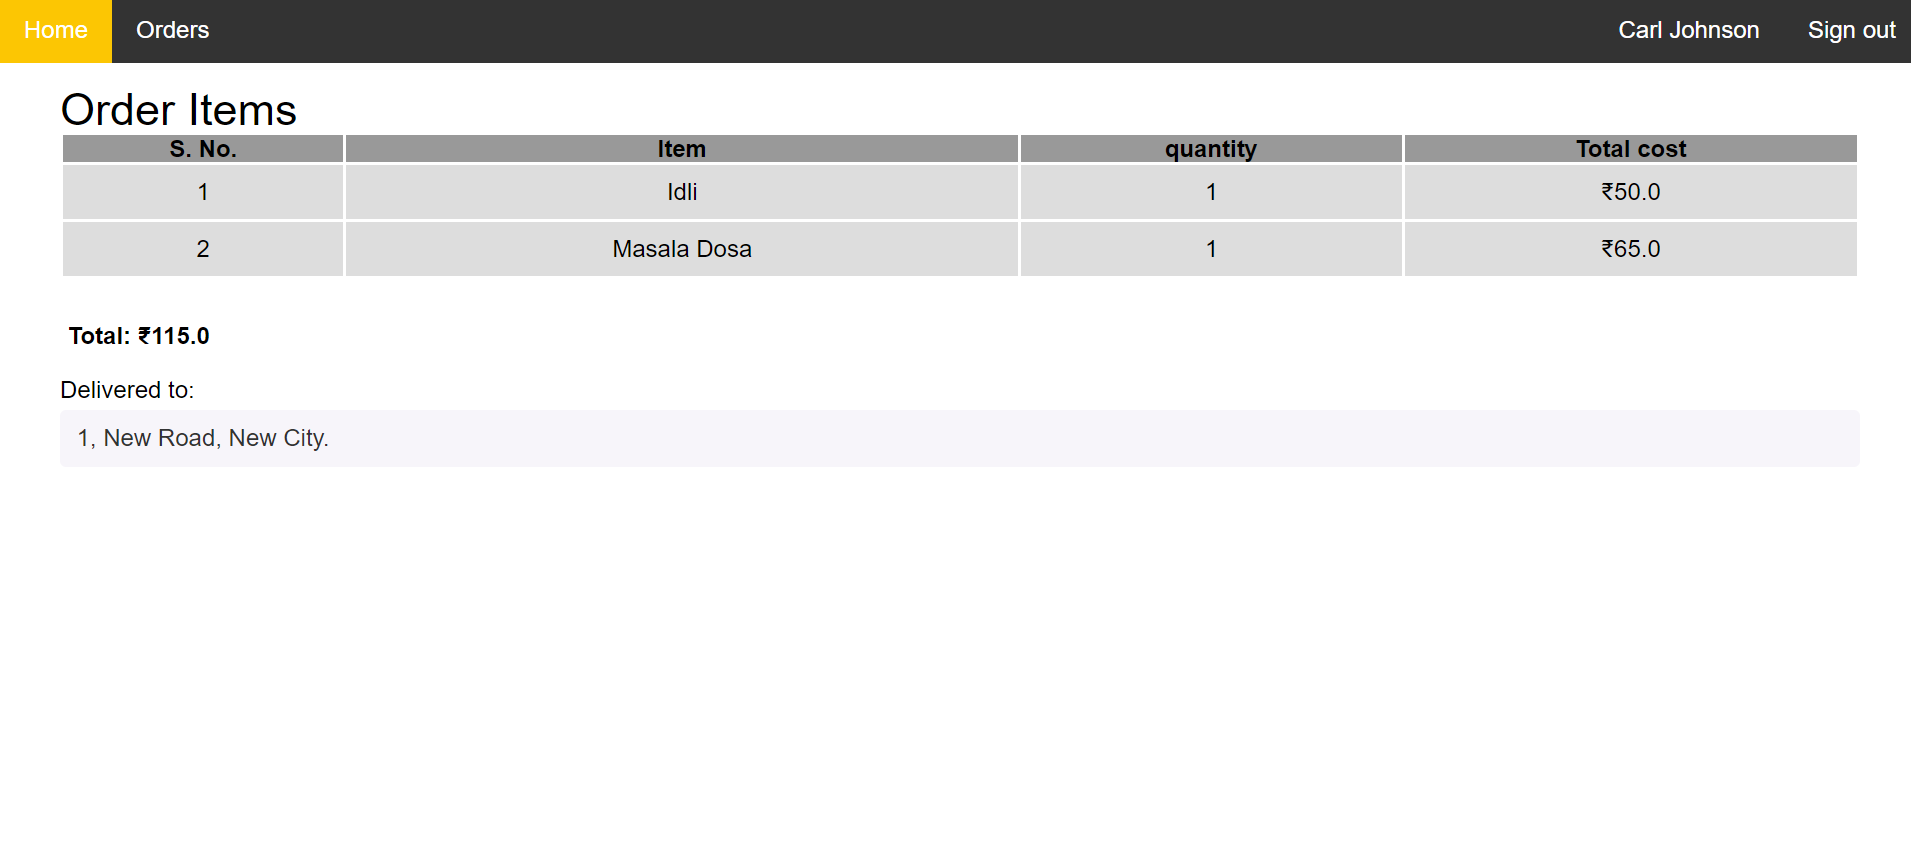 Home Orders Carl Johnson Sign out
Order Items
S. No. Item quantity Total cost
1 Idli 1 ₹50.0
2 Masala Dosa 1 ₹65.0
Total: ₹115.0
Delivered to:
1, New Road, New City.